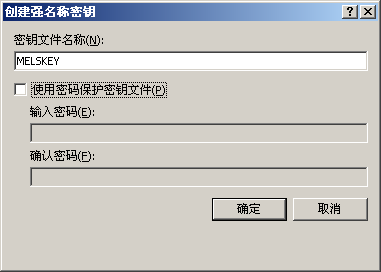 创建强名称密钥
密钥文件名称(N):
MELSKEY
使用密码保护密钥文件(P)
输入密码(E):
确认密码(F):
确定
取消